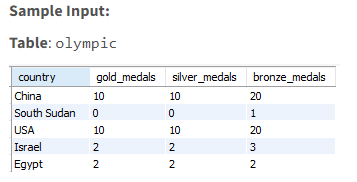 Sample Input:
Table: olympic
country gold_medals silver_medals bronze_medals
China 10 10 20
South Sudan 0 0 1
USA 10 10 20
Israel 2 2 3
Egypt 2 2 2